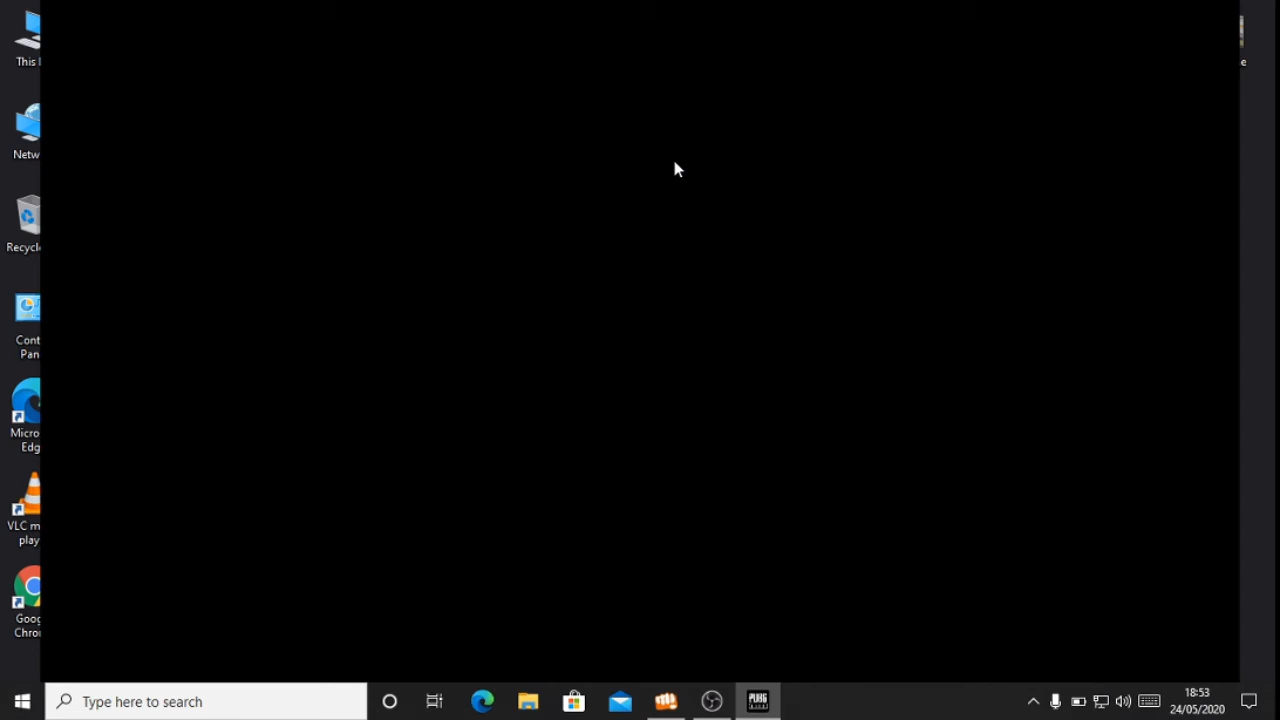 This
e
Netw
Recycl
Cont
Pan
Micro
Edg
VLC m
play
Goog
Chro
Type here to search
PUBG
18:53
24/05/2020